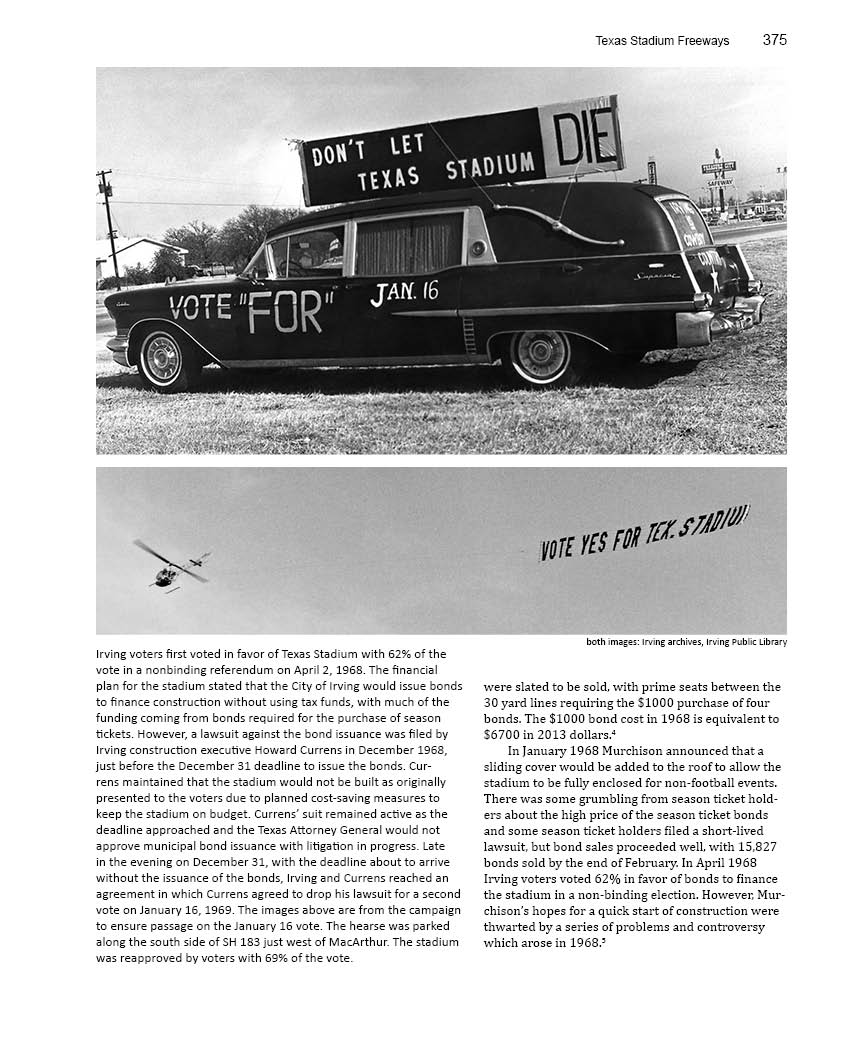 Texas Stadium Freeways 375
DON'T LET
TEXAS STADIUM
DIE
SAFEWAY
VOTE "FOR"
JAN. 16
IRVING
IS
COWBOY
COUNTRY
VOTE YES FOR TEX. STADIUM
both images: Irving archives, Irving Public Library
Irving voters first voted in favor of Texas Stadium with 62% of the
vote in a nonbinding referendum on April 2, 1968. The financial
plan for the stadium stated that the City of Irving would issue bonds
to finance construction without using tax funds, with much of the
funding coming from bonds required for the purchase of season
tickets. However, a lawsuit against the bond issuance was filed by
Irving construction executive Howard Currens in December 1968,
just before the December 31 deadline to issue the bonds. Cur-
rens maintained that the stadium would not be built as originally
presented to the voters due to planned cost-saving measures to
keep the stadium on budget. Currens' suit remained active as the
deadline approached and the Texas Attorney General would not
approve municipal bond issuance with litigation in progress. Late
in the evening on December 31, with the deadline about to arrive
without the issuance of the bonds, Irving and Currens reached an
agreement in which Currens agreed to drop his lawsuit for a second
vote on January 16, 1969. The images above are from the campaign
to ensure passage on the January 16 vote. The hearse was parked
along the south side of SH 183 just west of MacArthur. The stadium
was reapproved by voters with 69% of the vote.
were slated to be sold, with prime seats between the
30 yard lines requiring the $1000 purchase of four
bonds. The $1000 bond cost in 1968 is equivalent to
$6700 in 2013 dollars.⁴
In January 1968 Murchison announced that a
sliding cover would be added to the roof to allow the
stadium to be fully enclosed for non-football events.
There was some grumbling from season ticket hold-
ers about the high price of the season ticket bonds
and some season ticket holders filed a short-lived
lawsuit, but bond sales proceeded well, with 15,827
bonds sold by the end of February. In April 1968
Irving voters voted 62% in favor of bonds to finance
the stadium in a non-binding election. However, Mur-
chison's hopes for a quick start of construction were
thwarted by a series of problems and controversy
which arose in 1968.⁵